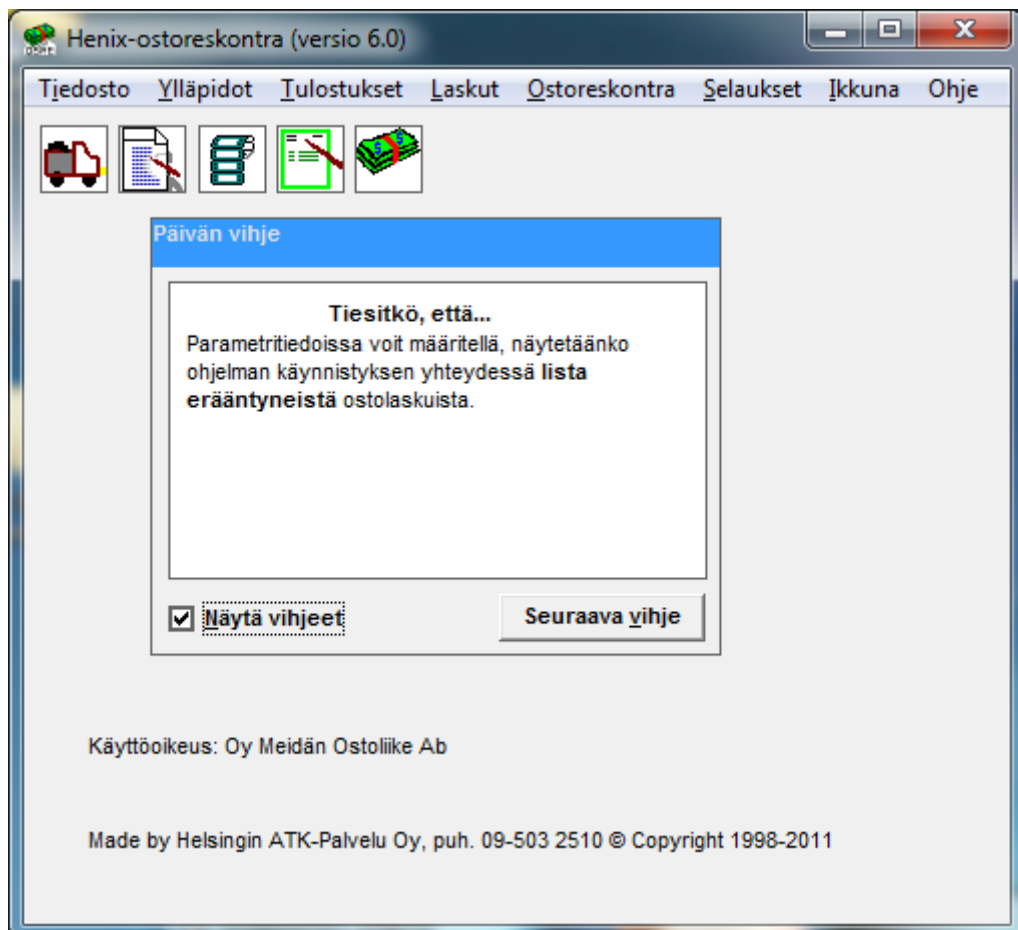 Henix-ostoreskontra (versio 6.0)
Tiedosto Ylläpidot Tulostukset Laskut Ostoreskontra Selaukset Ikkuna Ohje
Päivän vihje
Tiesitkö, että...
Parametritiedoissa voit määritellä, näytetäänko
ohjelman käynnistyksen yhteydessä lista
erääntyneistä ostolaskuista.
Näytä vihjeet
Seuraava vihje
Käyttöoikeus: Oy Meidän Ostoliike Ab
Made by Helsingin ATK-Palvelu Oy, puh. 09-503 2510 © Copyright 1998-2011